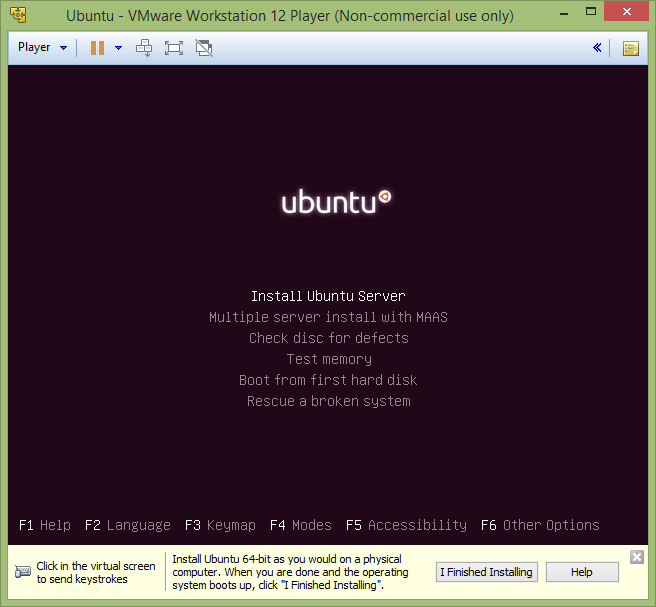 Ubuntu - VMware Workstation 12 Player (Non-commercial use only)
Player
ubuntu
Install Ubuntu Server
Multiple server install with MAAS
Check disc for defects
Test memory
Boot from first hard disk
Rescue a broken system
F1 Help F2 Language F3 Keymap F4 Modes F5 Accessibility F6 Other Options
Click in the virtual screen
to send keystrokes
Install Ubuntu 64-bit as you would on a physical
computer. When you are done and the operating
system boots up, click "I Finished Installing".
I Finished Installing
Help